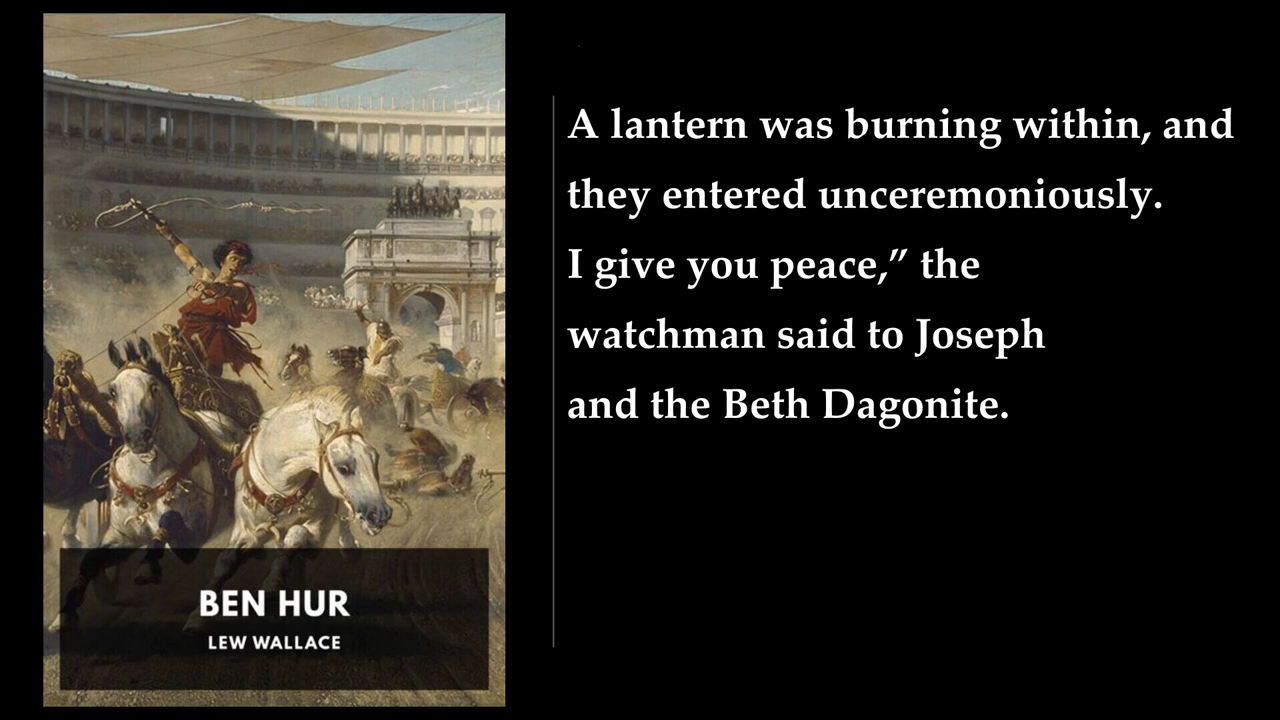 BEN HUR
LEW WALLACE
A lantern was burning within, and
they entered unceremoniously.
I give you peace,” the
watchman said to Joseph
and the Beth Dagonite.